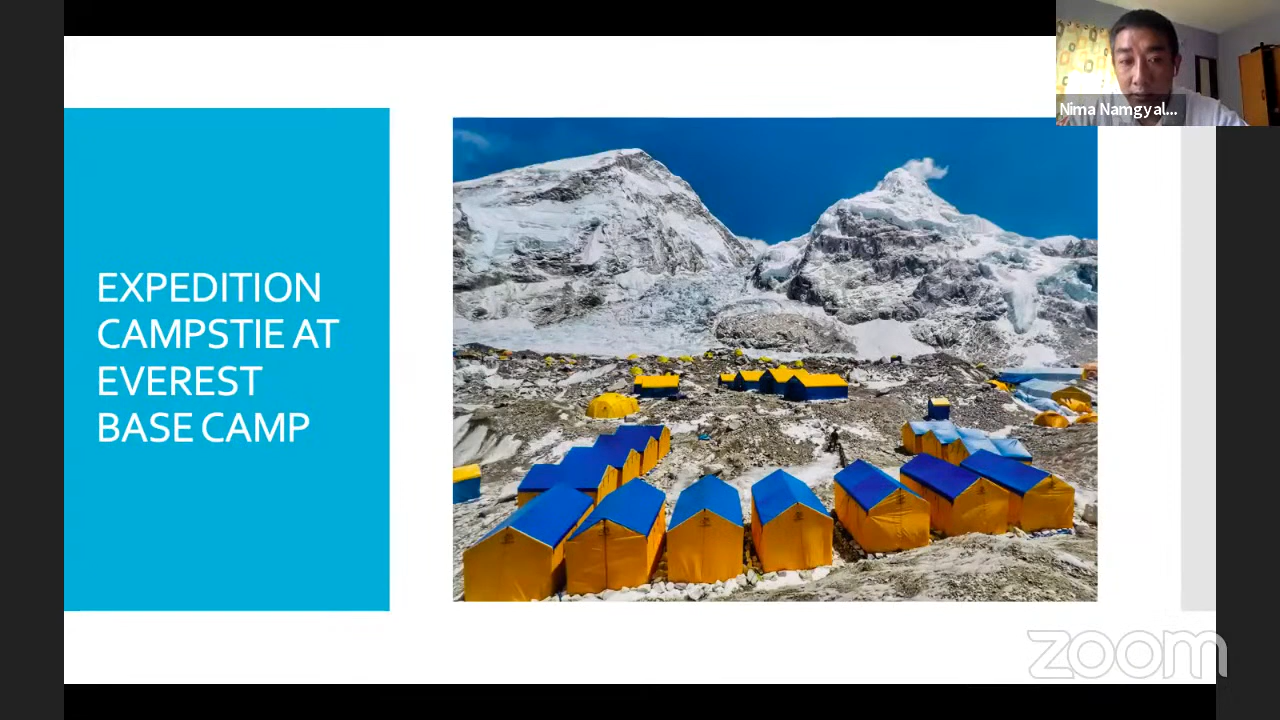 Nima Namgyal...
EXPEDITION
CAMPSTIE AT
EVEREST
BASE CAMP
zoom